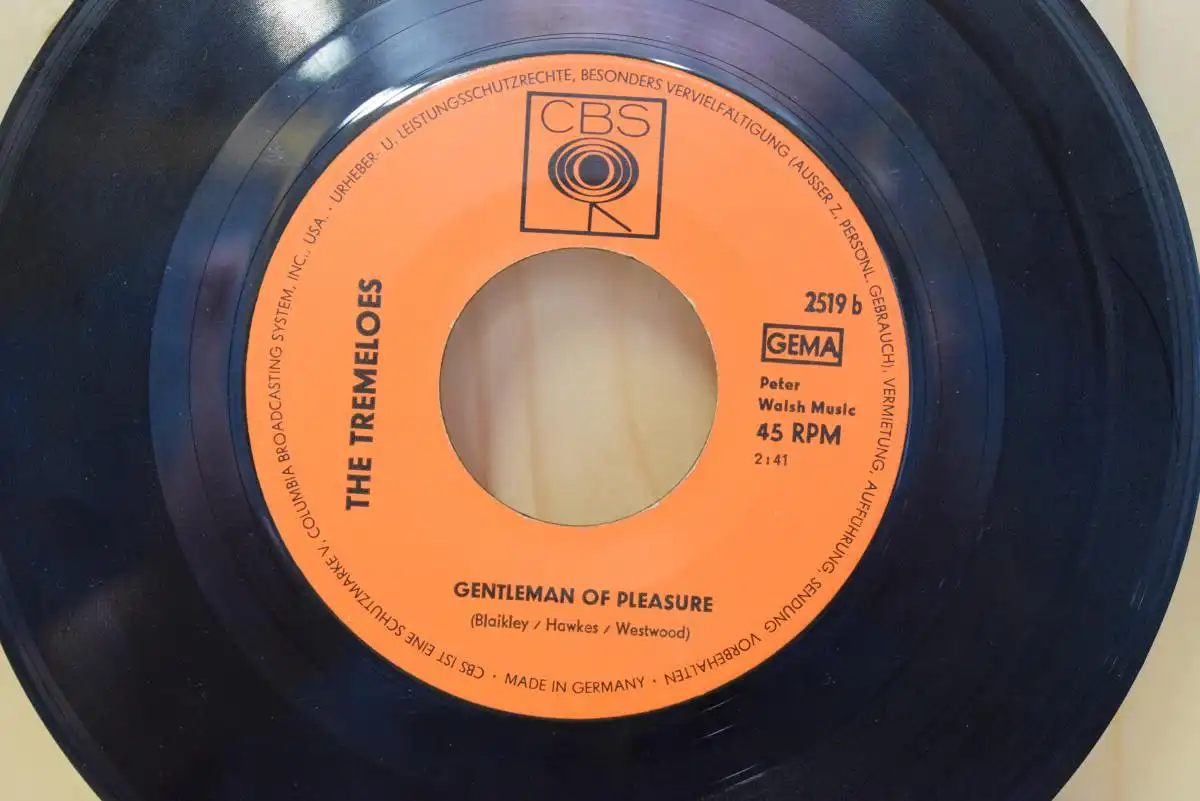 CBS
URHEBER- U. LEISTUNGSSCHUTZRECHTE, BESONDERS VERVIELFÄLTIGUNG (AUSSER Z. PERSÖNL. GEBRAUCH), VERMIETUNG, AUFFÜHRUNG, SENDUNG VORBEHALTEN · MADE IN GERMANY · CBS IST EINE SCHUTZMARKE V. COLUMBIA BROADCASTING SYSTEM, INC., USA. ·
THE TREMELOES
2519 b
GEMA
Peter
Walsh Music
45 RPM
2:41
GENTLEMAN OF PLEASURE
(Blaikley / Hawkes / Westwood)